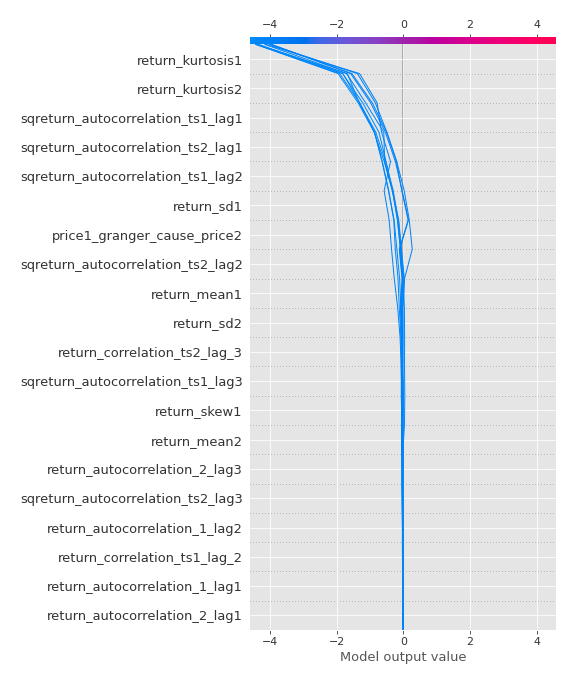 −4 −2 0 2 4
return_kurtosis1
return_kurtosis2
sqreturn_autocorrelation_ts1_lag1
sqreturn_autocorrelation_ts2_lag1
sqreturn_autocorrelation_ts1_lag2
return_sd1
price1_granger_cause_price2
sqreturn_autocorrelation_ts2_lag2
return_mean1
return_sd2
return_correlation_ts2_lag_3
sqreturn_autocorrelation_ts1_lag3
return_skew1
return_mean2
return_autocorrelation_2_lag3
sqreturn_autocorrelation_ts2_lag3
return_autocorrelation_1_lag2
return_correlation_ts1_lag_2
return_autocorrelation_1_lag1
return_autocorrelation_2_lag1
−4 −2 0 2 4
Model output value